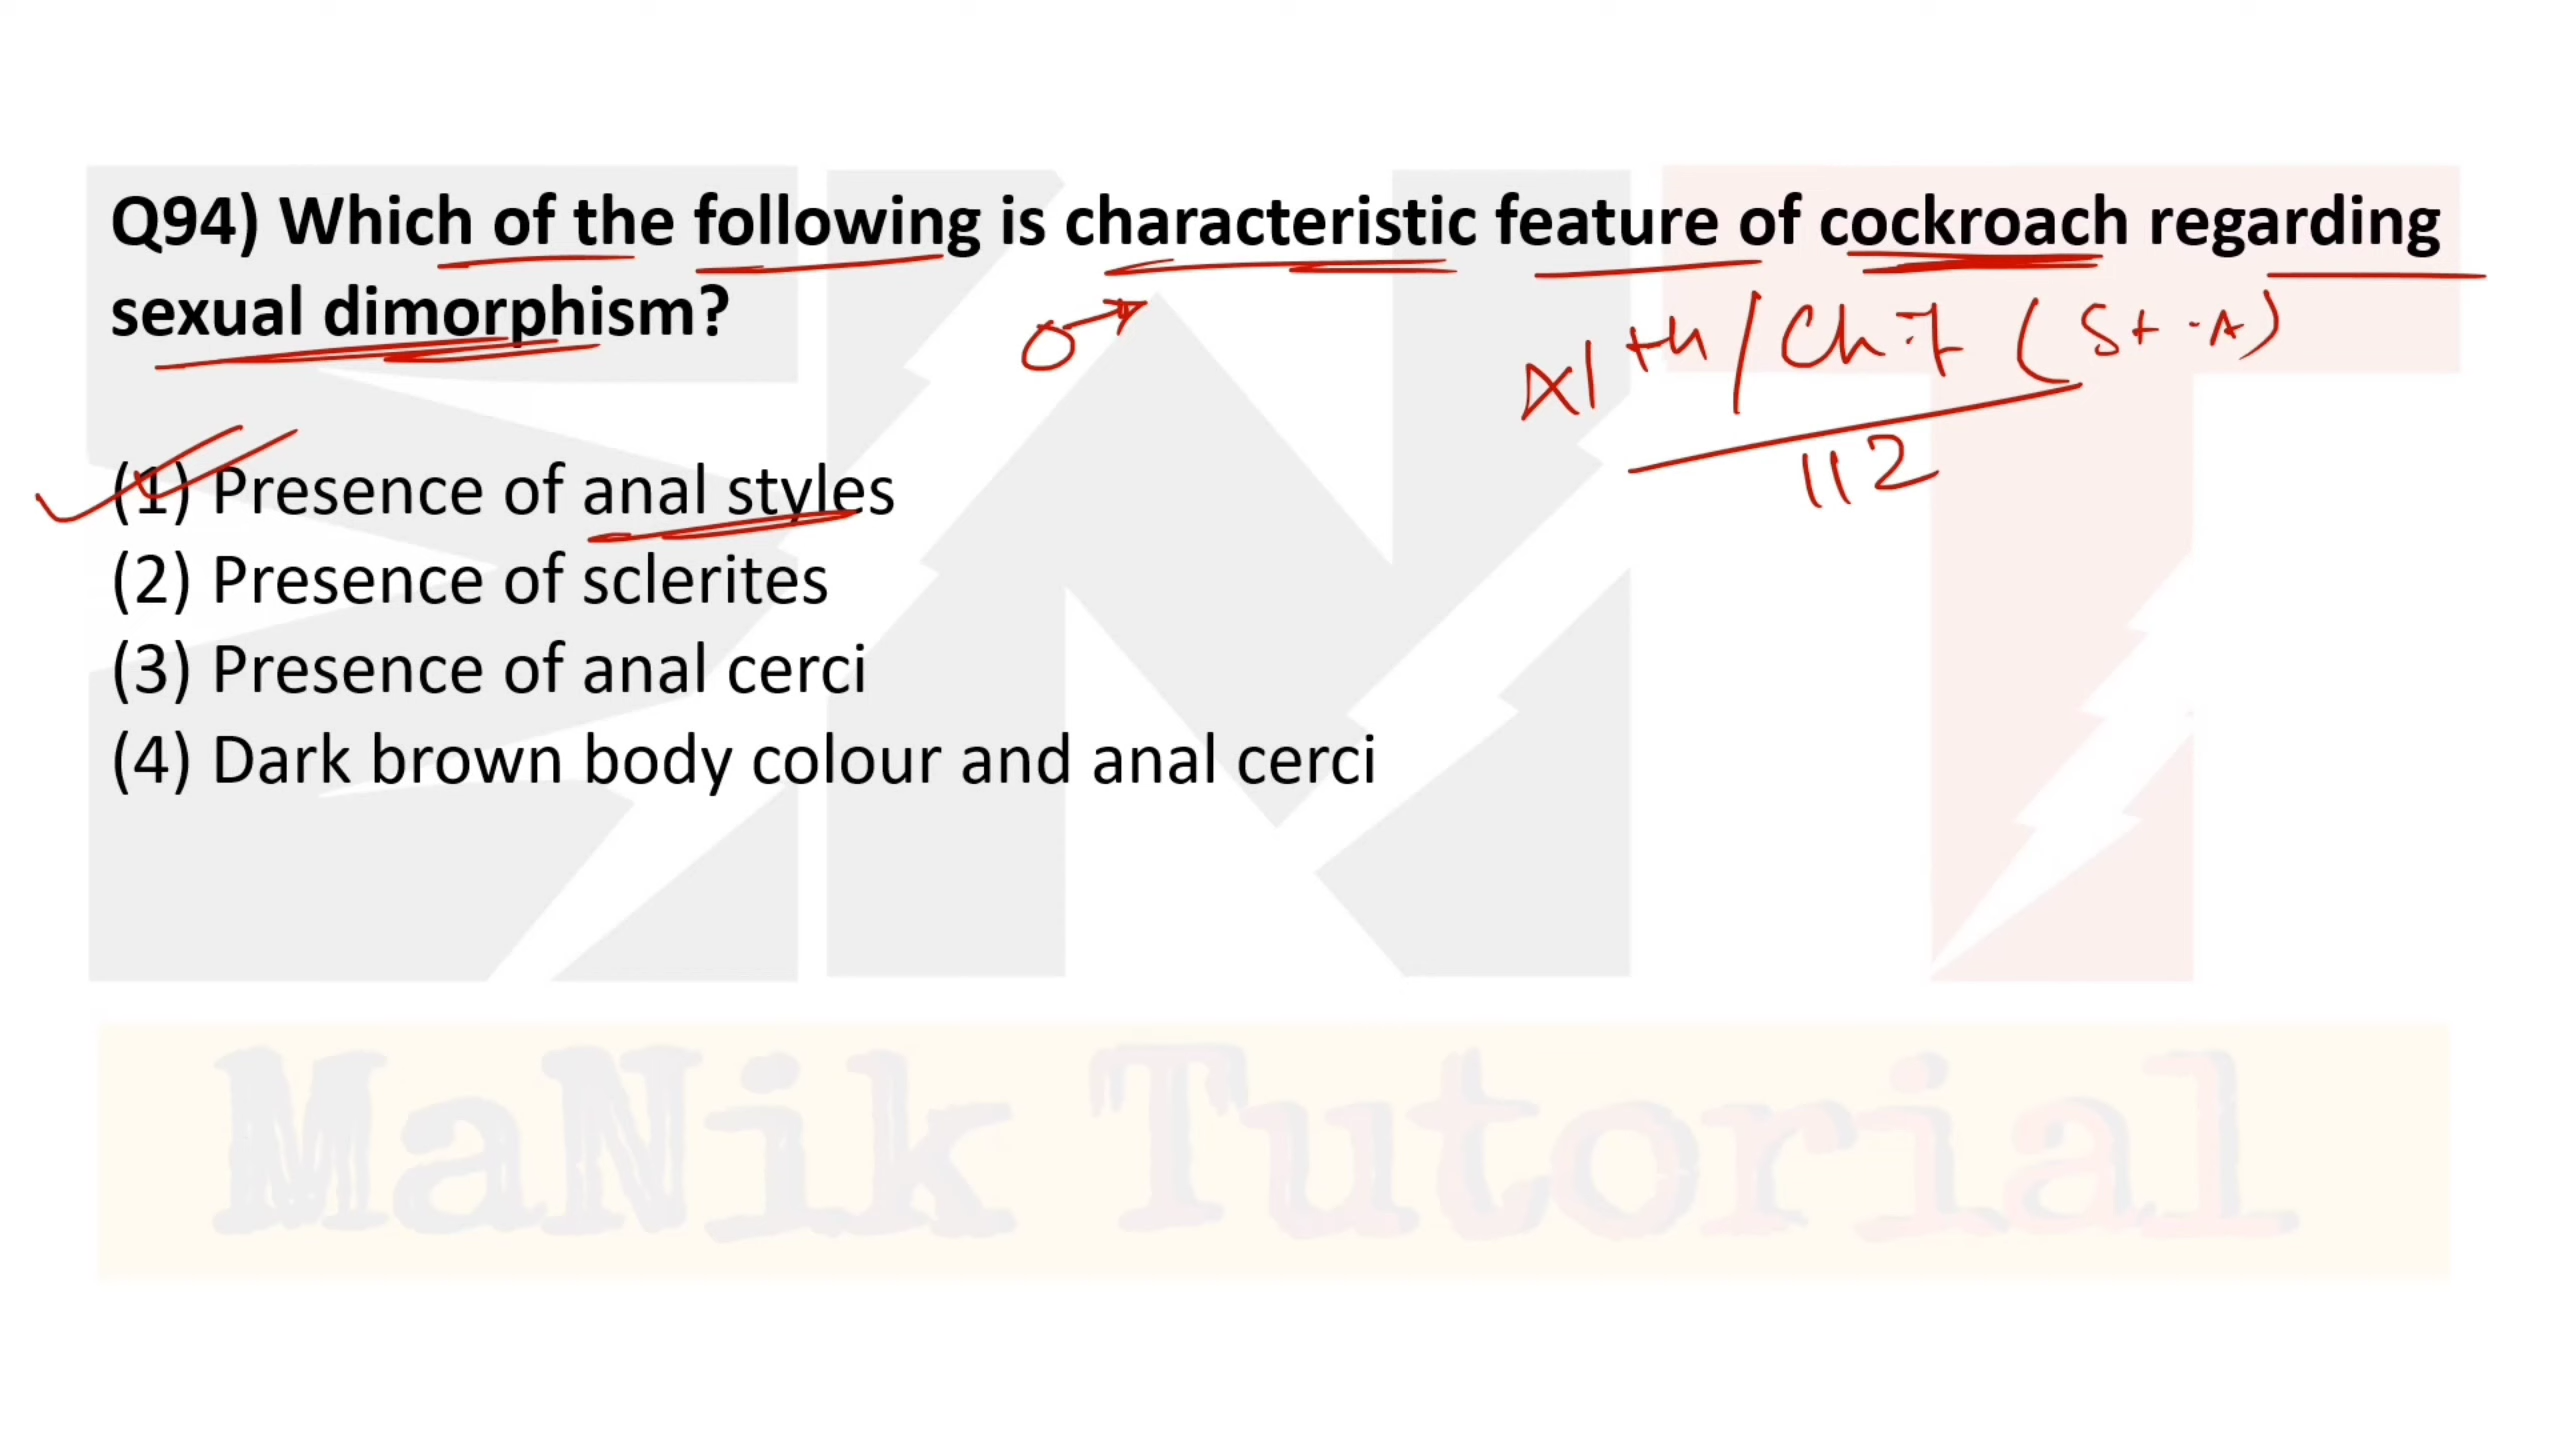 Q94) Which of the following is characteristic feature of cockroach regarding
sexual dimorphism?
XI th / Ch-7 (St. A)
112
(1) Presence of anal styles
(2) Presence of sclerites
(3) Presence of anal cerci
(4) Dark brown body colour and anal cerci
MaNik Tutorial